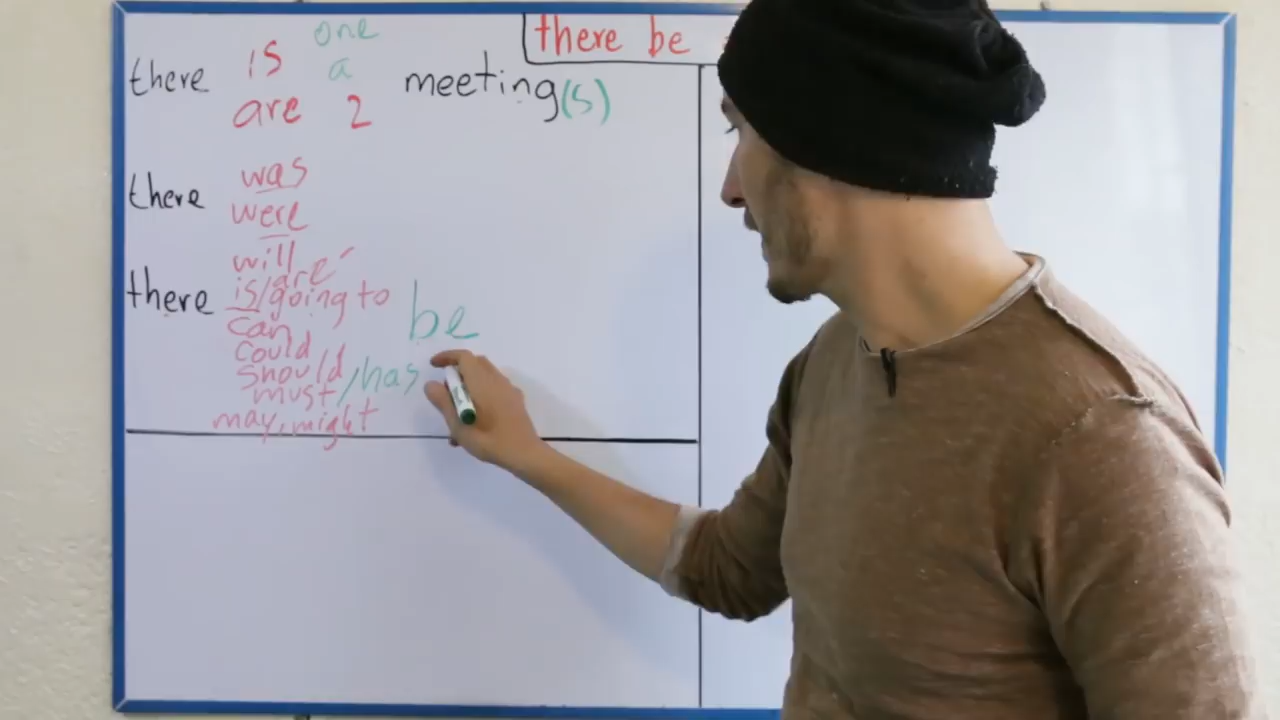 there be
one
there is a meeting(s)
are 2
there was
were
will
are
there is/going to be
can
could
should
must/has
may, might